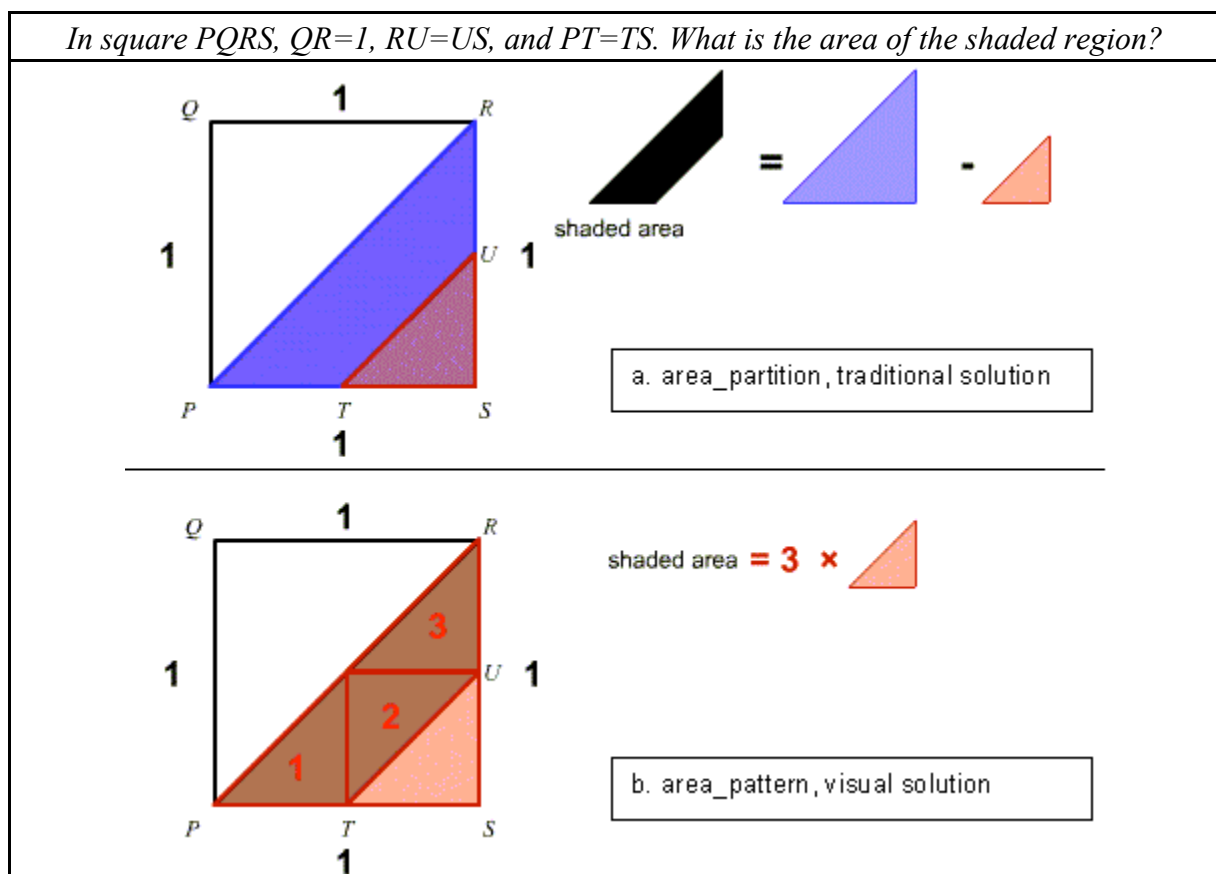 In square PQRS, QR=1, RU=US, and PT=TS. What is the area of the shaded region?
1
Q R
= -
shaded area
1 U 1
a. area_partition, traditional solution
P T S
1
1
Q R
shaded area = 3 ×
3
1 U 1
2
1
b. area_pattern, visual solution
P T S
1